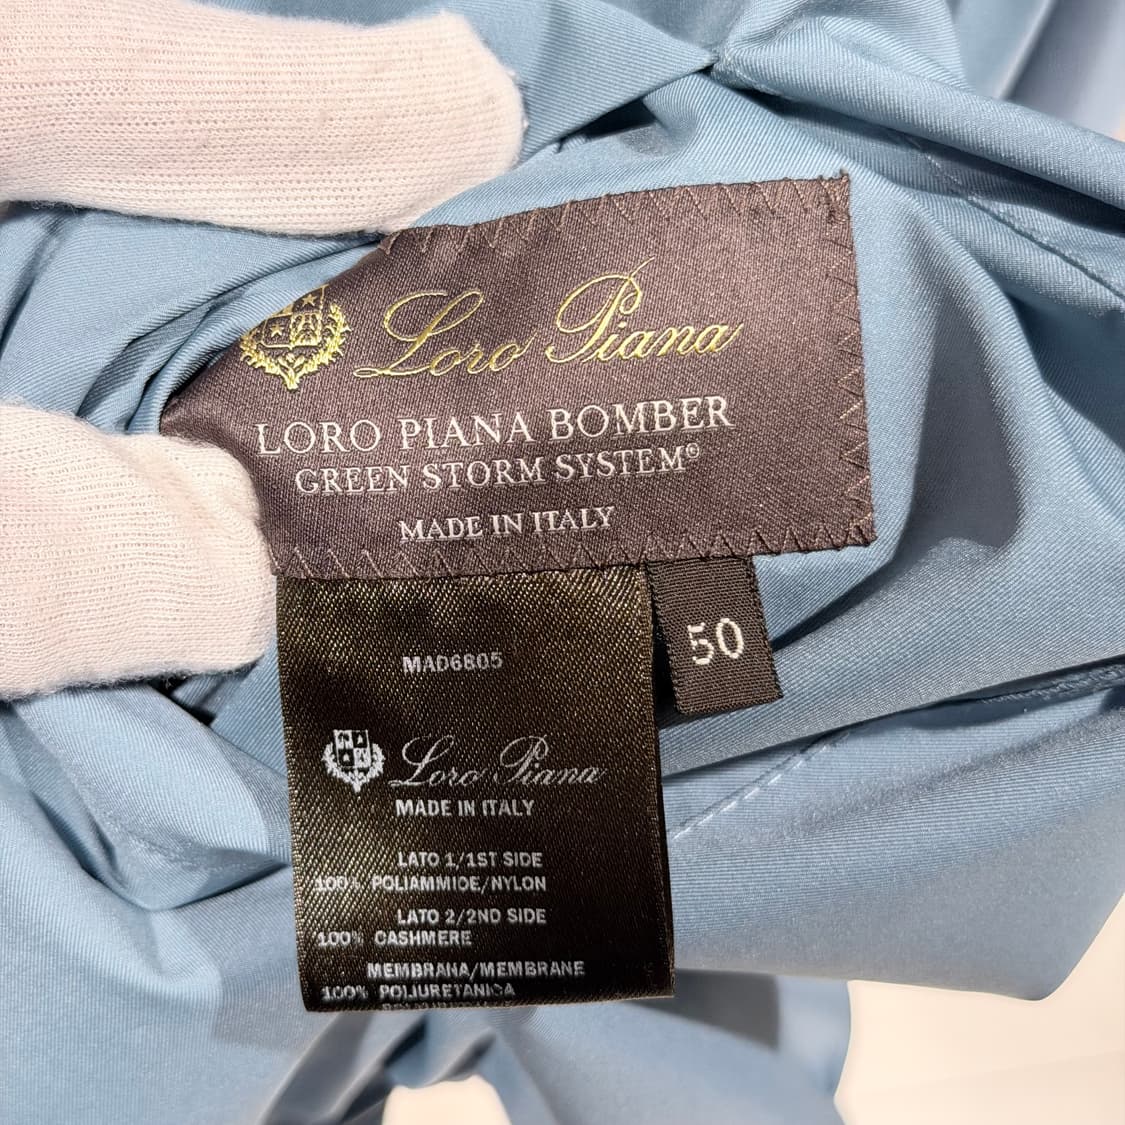 Loro Piana
LORO PIANA BOMBER
GREEN STORM SYSTEM®
MADE IN ITALY
50
MAD6805
Loro Piana
MADE IN ITALY
LATO 1/1ST SIDE
100% POLIAMMIDE/NYLON
LATO 2/2ND SIDE
100% CASHMERE
MEMBRANA/MEMBRANE
100% POLIURETANICA